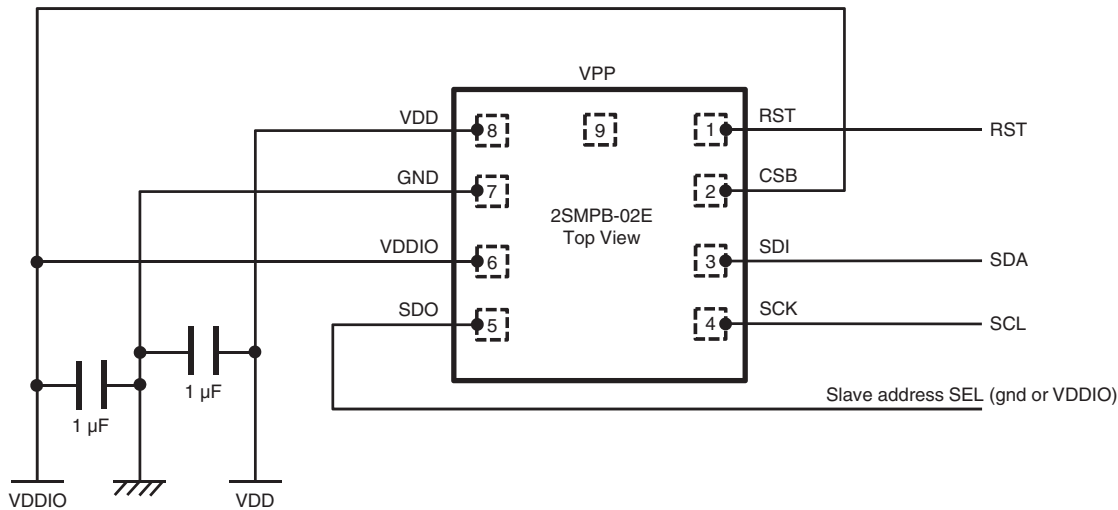 VPP
VDD
8
9
1
RST
RST
GND
7
2
CSB
2SMPB-02E
Top View
VDDIO
6
3
SDI
SDA
SDO
5
4
SCK
SCL
1 µF
1 µF
Slave address SEL (gnd or VDDIO)
VDDIO
VDD